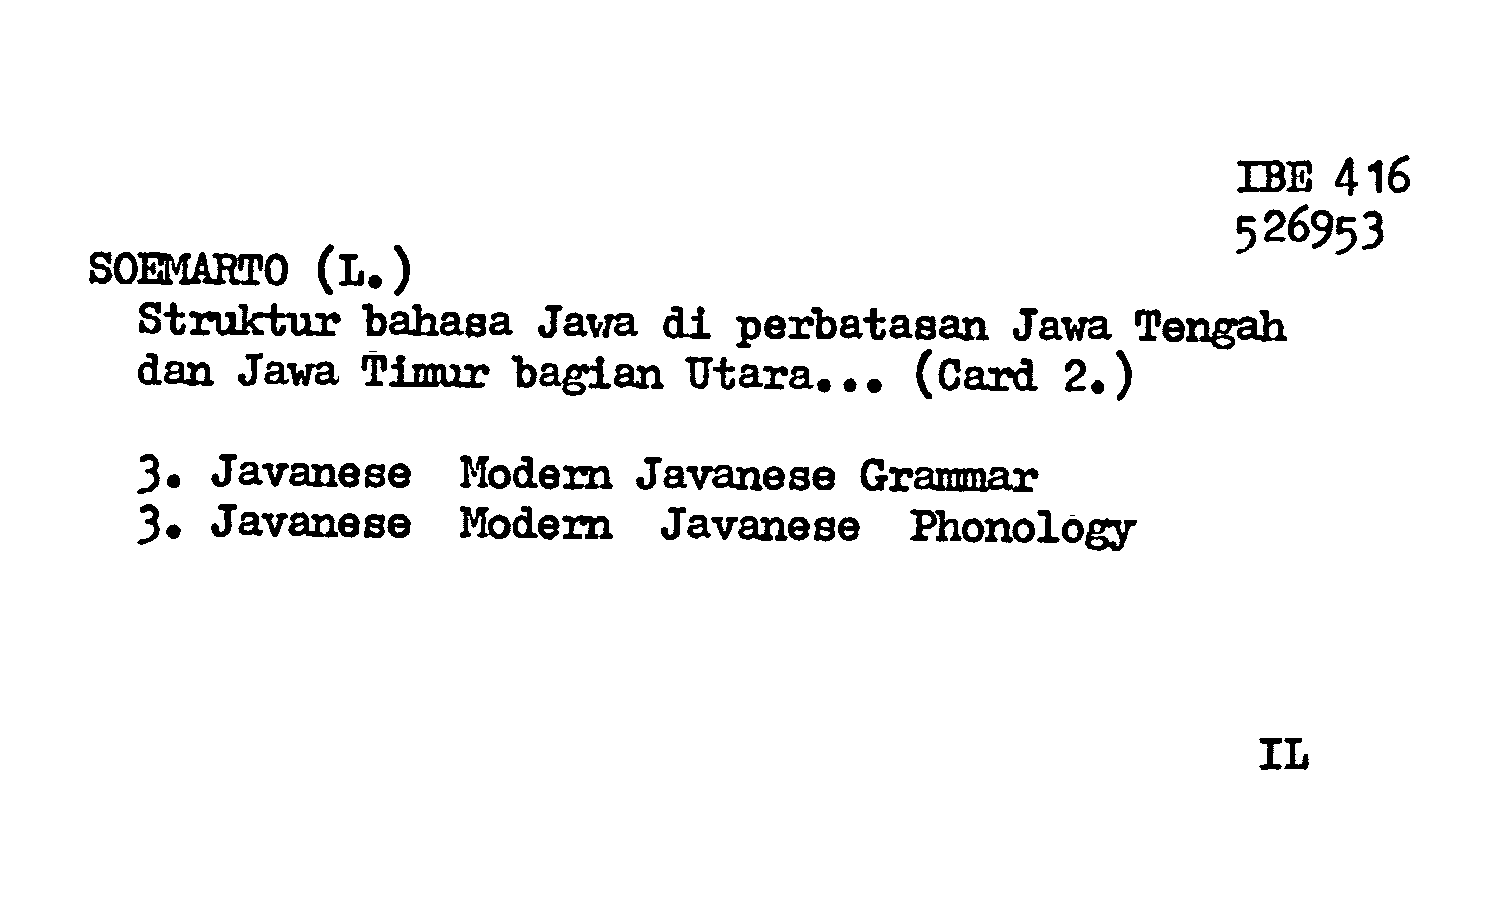 IBE 416
526953
SOEMARTO (L.)
Struktur bahasa Jawa di perbatasan Jawa Tengah
dan Jawa Timur bagian Utara... (Card 2.)
3. Javanese Modern Javanese Grammar
3. Javanese Modern Javanese Phonology
IL